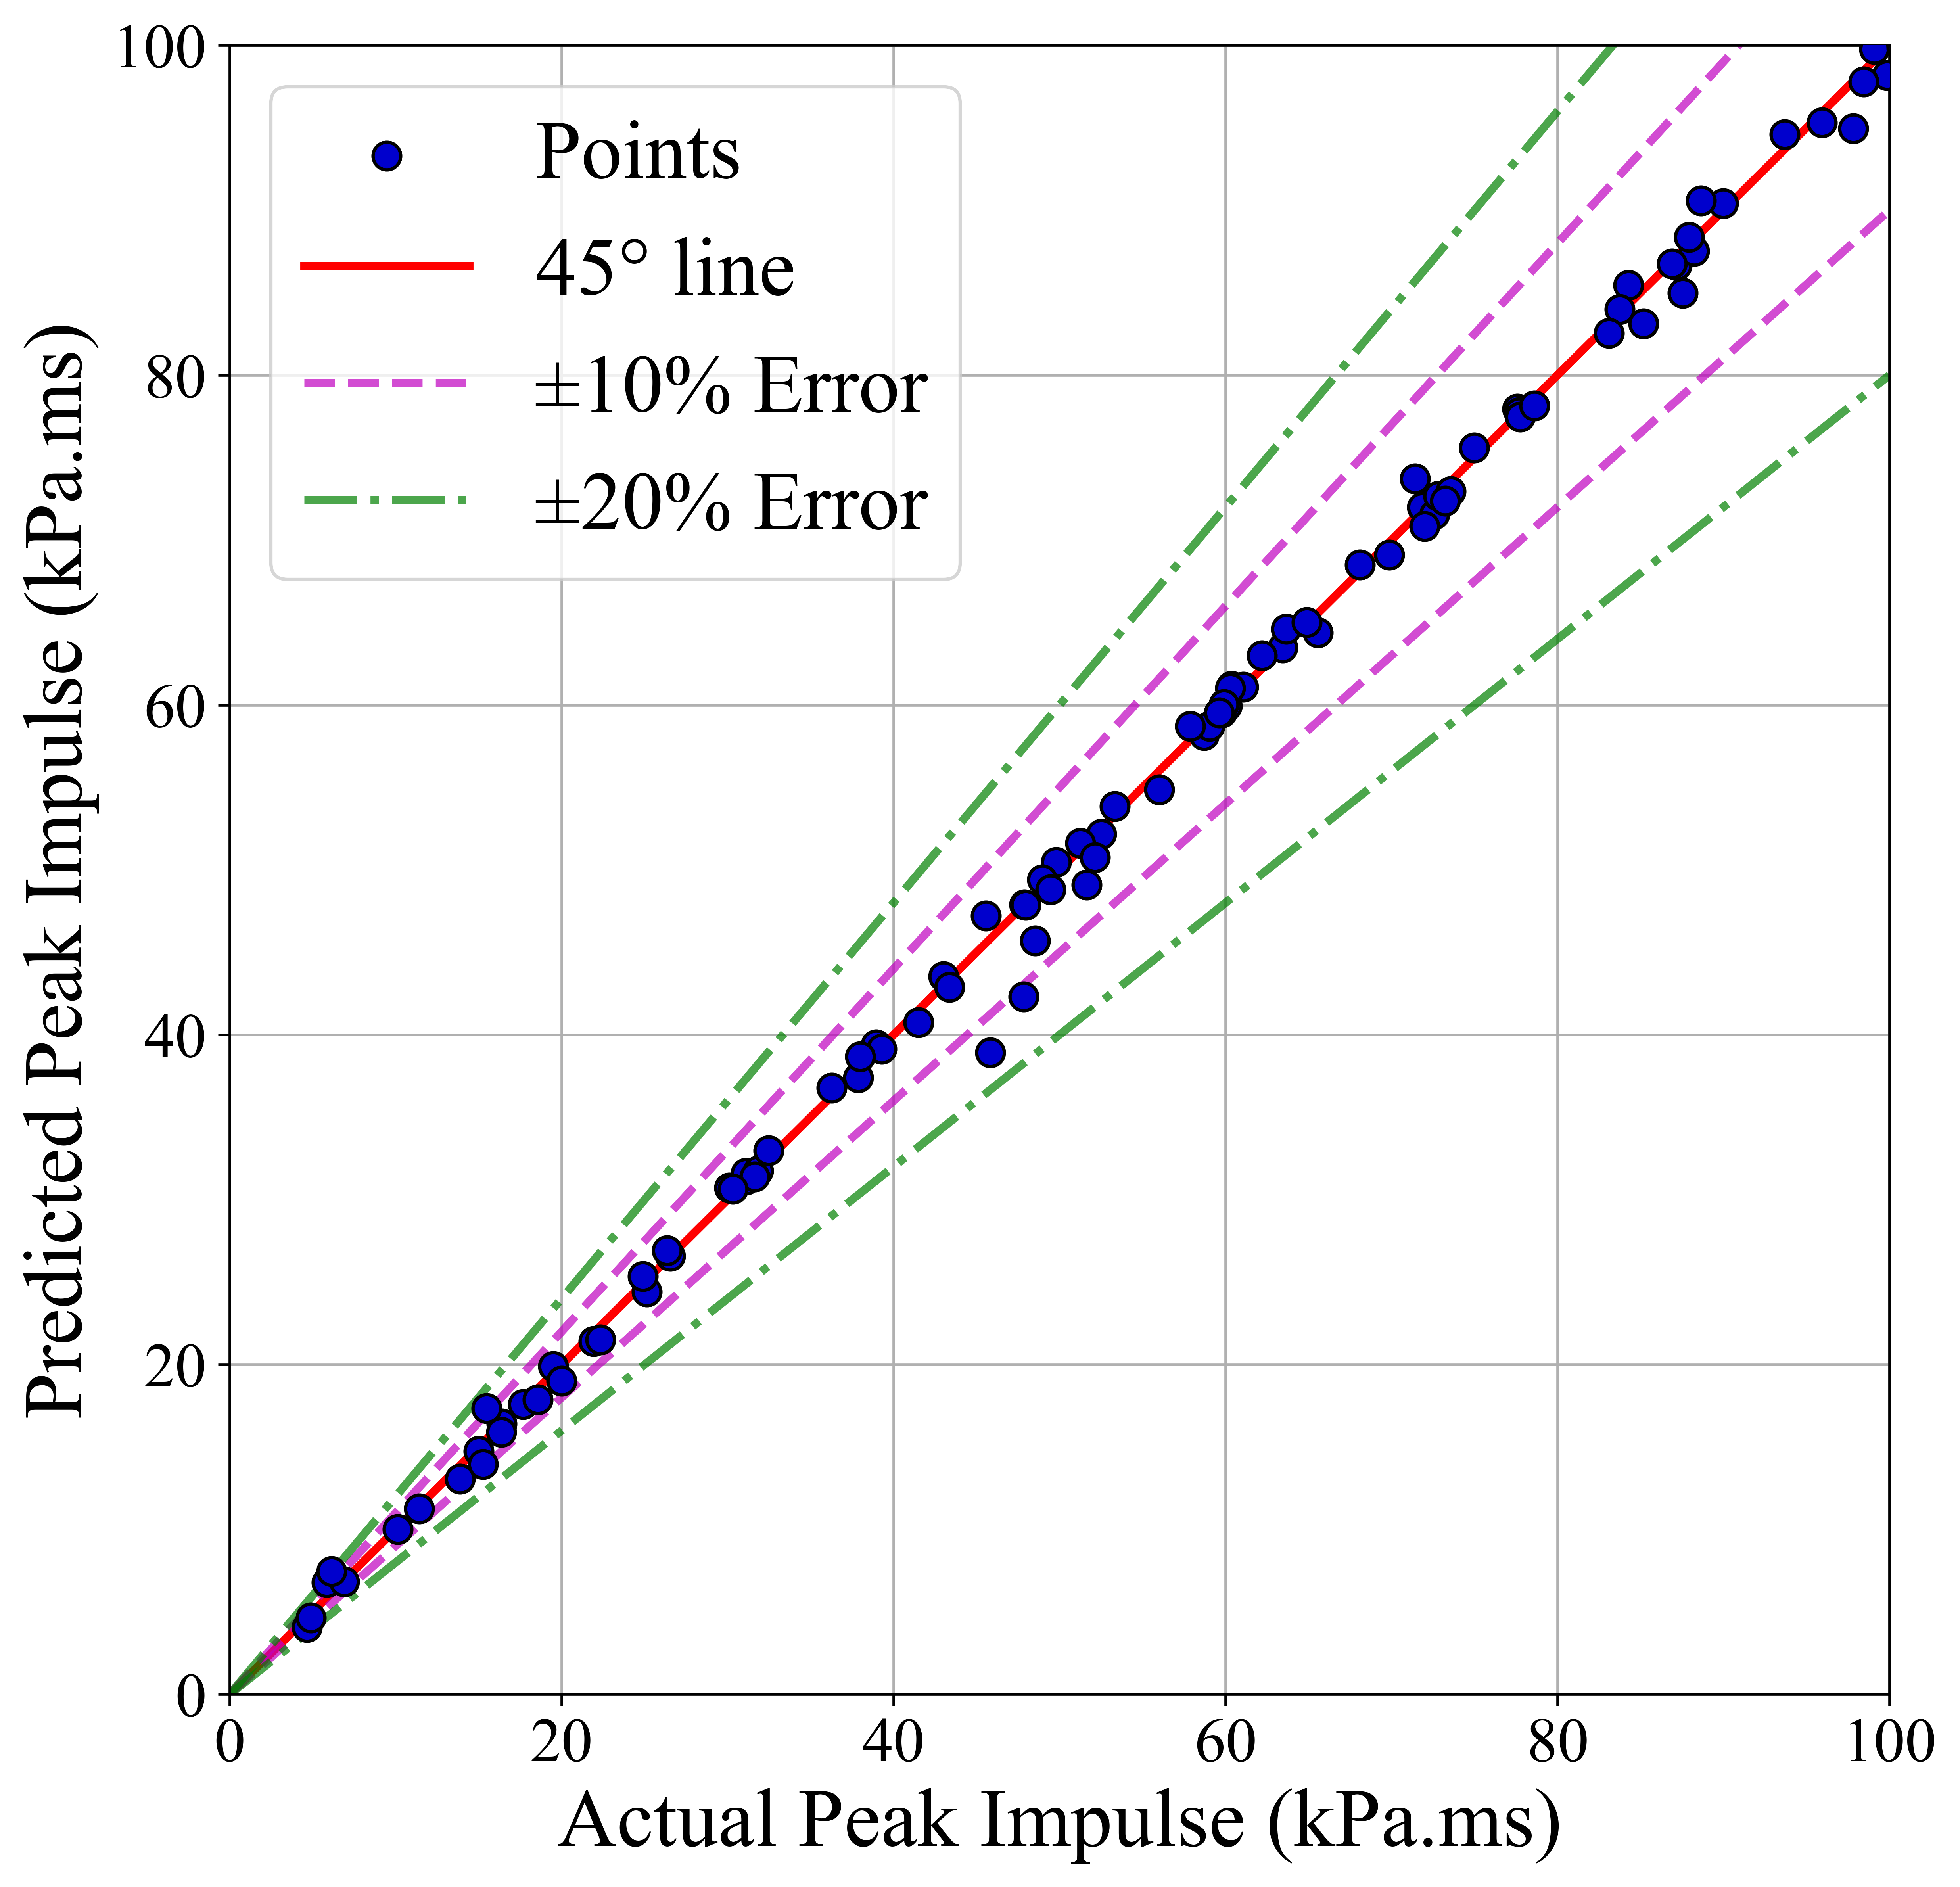 Predicted Peak Impulse (kPa.ms)
100
80
60
40
20
0
Points
45° line
±10% Error
±20% Error
0 20 40 60 80 100
Actual Peak Impulse (kPa.ms)